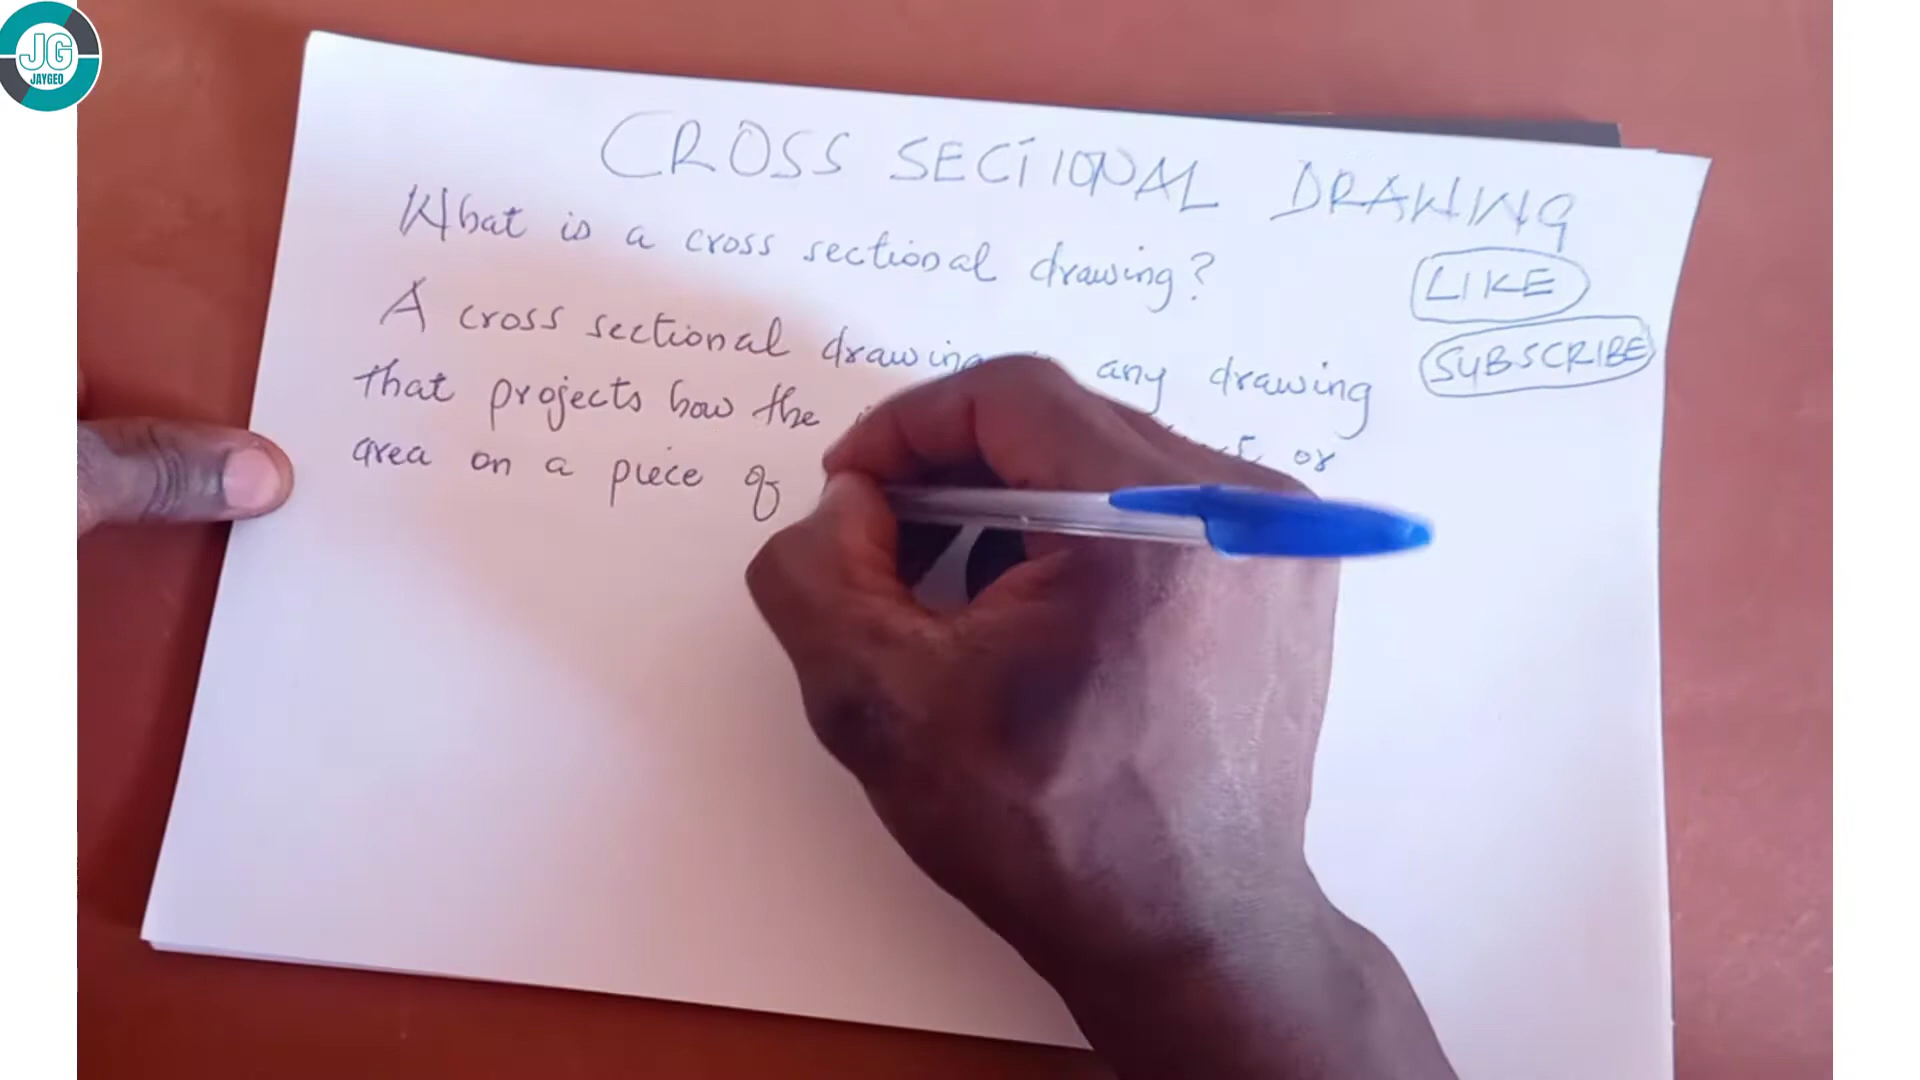 JG
JAYGEO
CROSS SECTIONAL DRAWING
What is a cross sectional drawing?
LIKE
A cross sectional drawing any drawing
SUBSCRIBE
that projects how the or
area on a piece of